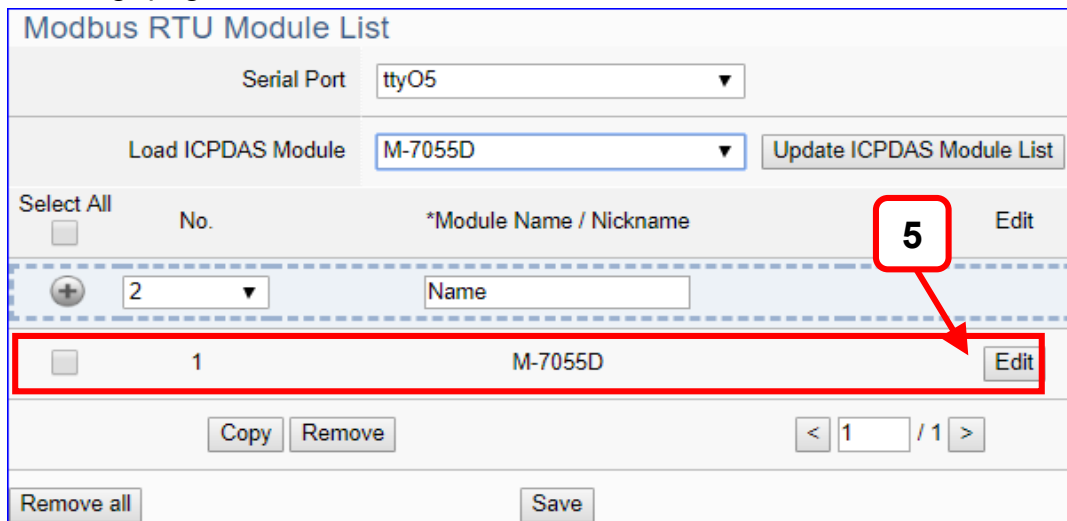 Modbus RTU Module List
Serial Port ttyO5 ▼
Load ICPDAS Module M-7055D ▼ Update ICPDAS Module List
Select All No. *Module Name / Nickname Edit
5
2 ▼ Name
1 M-7055D Edit
Copy Remove < 1 / 1 >
Remove all Save